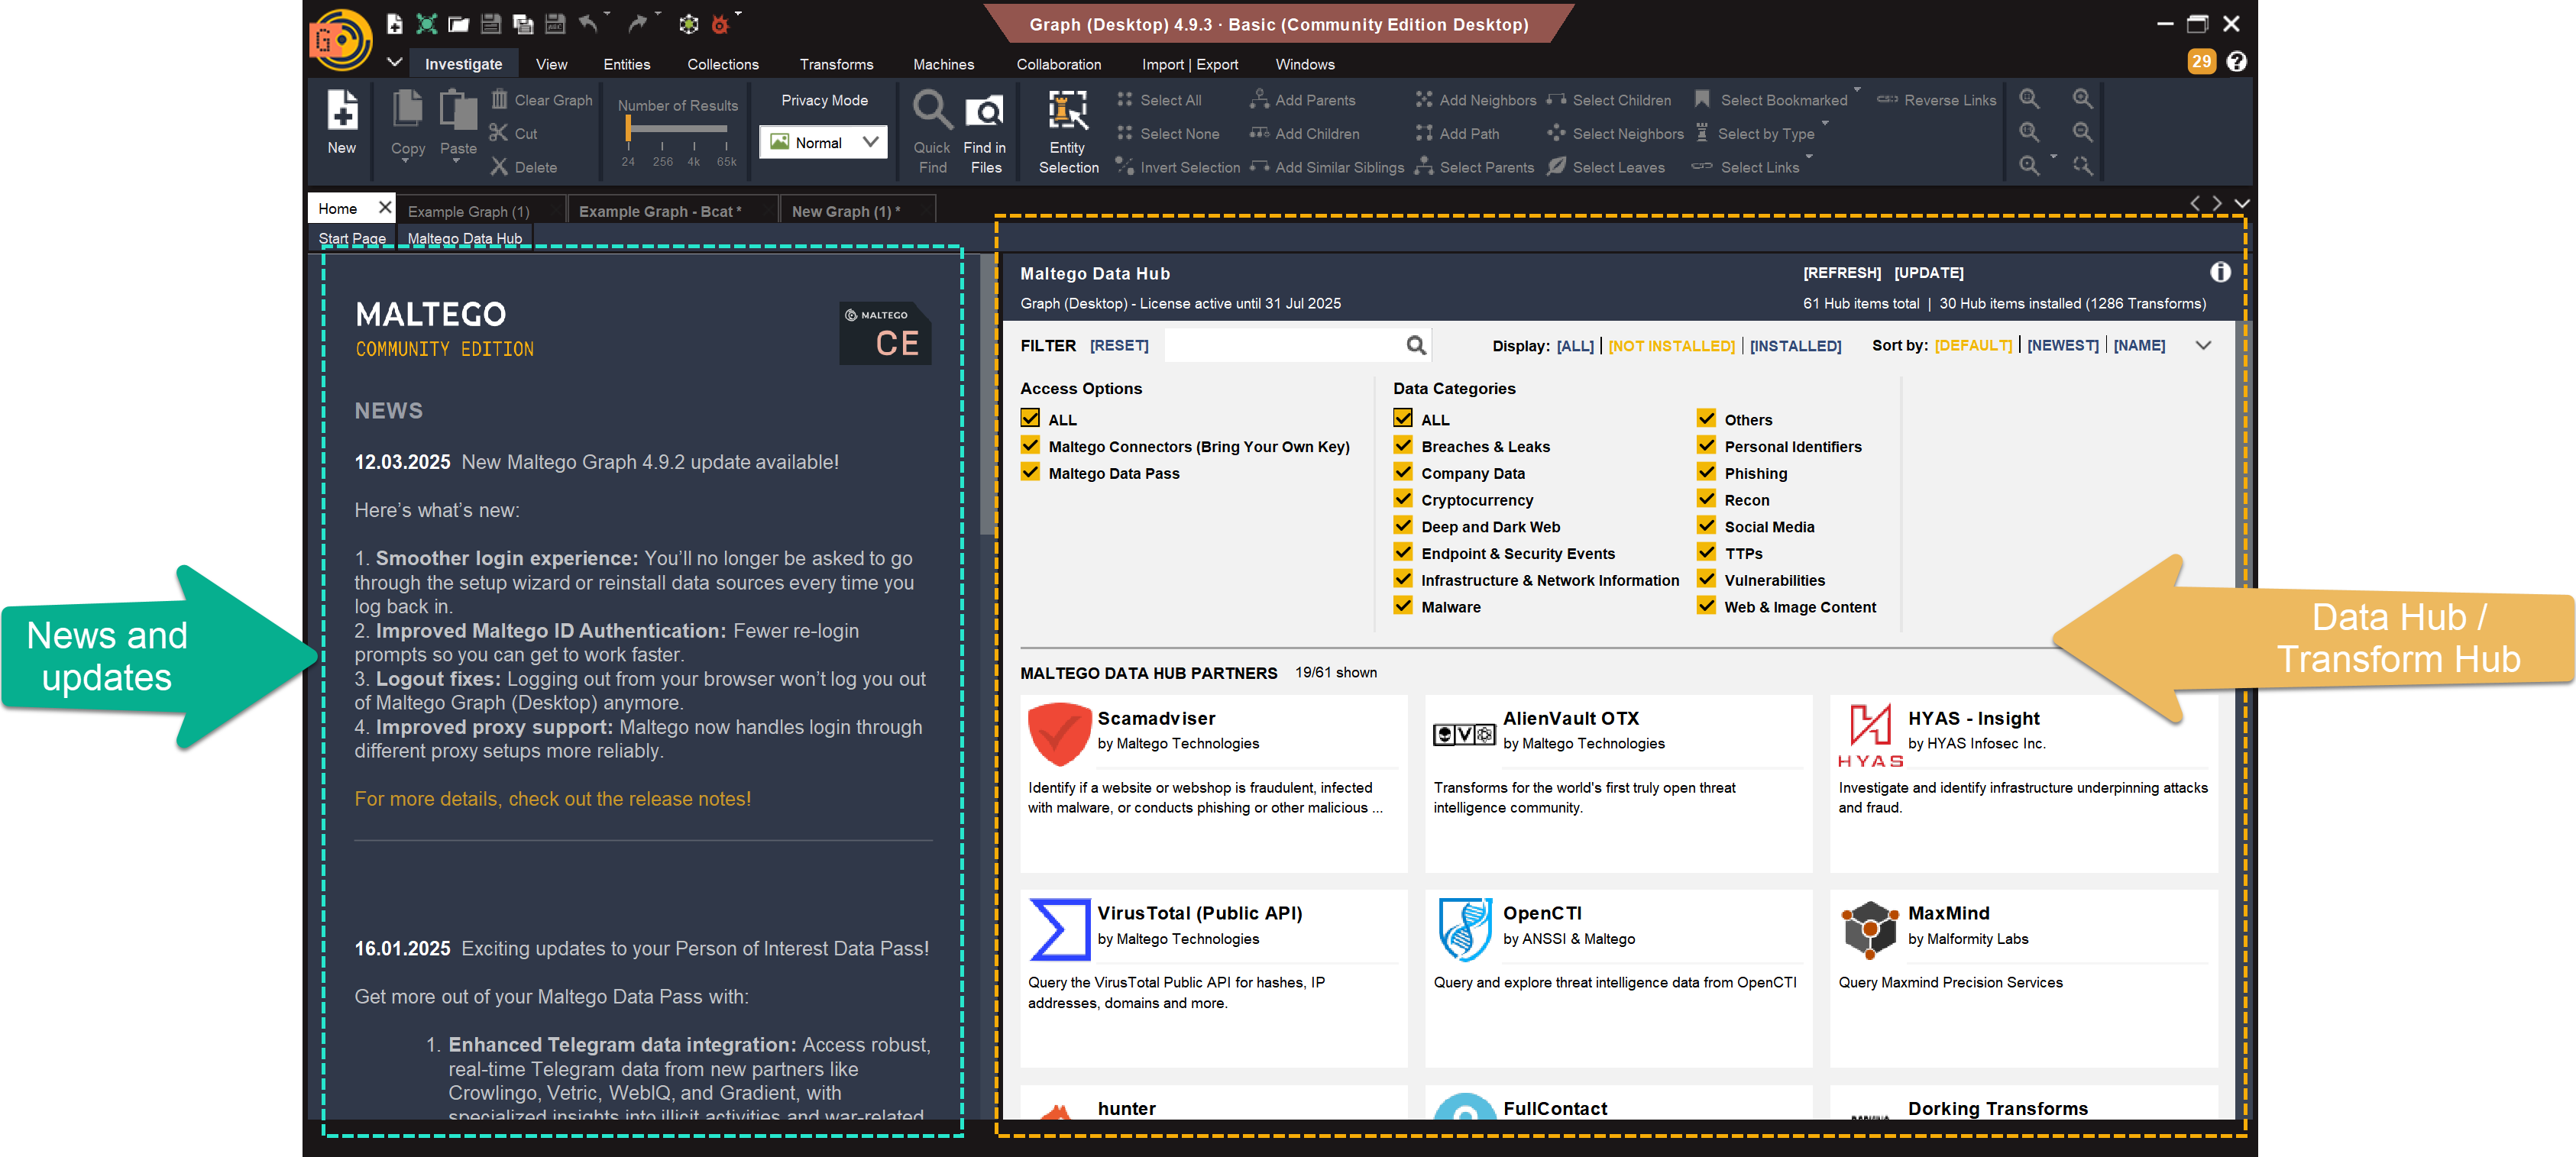 Graph (Desktop) 4.9.3 · Basic (Community Edition Desktop)
G
Investigate View Entities Collections Transforms Machines Collaboration Import | Export Windows
29 ?
New
Copy
Paste
Clear Graph
Cut
Delete
Number of Results
24 256 4k 65k
Privacy Mode
Normal
Quick
Find
Find in
Files
Entity
Selection
Select All
Select None
Invert Selection
Add Parents
Add Children
Add Similar Siblings
Add Neighbors
Add Path
Select Parents
Select Children
Select Neighbors
Select Leaves
Select Bookmarked
Select by Type
Select Links
Reverse Links
Home Example Graph (1) Example Graph - Bcat * New Graph (1) *
Start Page Maltego Data Hub
News and
updates
MALTEGO
COMMUNITY EDITION
MALTEGO
CE
NEWS
12.03.2025 New Maltego Graph 4.9.2 update available!
Here’s what’s new:
1. Smoother login experience: You’ll no longer be asked to go
through the setup wizard or reinstall data sources every time you
log back in.
2. Improved Maltego ID Authentication: Fewer re-login
prompts so you can get to work faster.
3. Logout fixes: Logging out from your browser won’t log you out
of Maltego Graph (Desktop) anymore.
4. Improved proxy support: Maltego now handles login through
different proxy setups more reliably.
For more details, check out the release notes!
16.01.2025 Exciting updates to your Person of Interest Data Pass!
Get more out of your Maltego Data Pass with:
1. Enhanced Telegram data integration: Access robust,
real-time Telegram data from new partners like
Crowlingo, Vetric, WebIQ, and Gradient, with
specialized insights into illicit activities and war-related
Maltego Data Hub
[REFRESH] [UPDATE]
Graph (Desktop) - License active until 31 Jul 2025
61 Hub items total | 30 Hub items installed (1286 Transforms)
FILTER [RESET]
Display: [ALL] | [NOT INSTALLED] | [INSTALLED]
Sort by: [DEFAULT] | [NEWEST] | [NAME]
Access Options
ALL
Maltego Connectors (Bring Your Own Key)
Maltego Data Pass
Data Categories
ALL
Breaches & Leaks
Company Data
Cryptocurrency
Deep and Dark Web
Endpoint & Security Events
Infrastructure & Network Information
Malware
Others
Personal Identifiers
Phishing
Recon
Social Media
TTPs
Vulnerabilities
Web & Image Content
Data Hub /
Transform Hub
MALTEGO DATA HUB PARTNERS 19/61 shown
Scamadviser
by Maltego Technologies
Identify if a website or webshop is fraudulent, infected
with malware, or conducts phishing or other malicious ...
AlienVault OTX
by Maltego Technologies
Transforms for the world's first truly open threat
intelligence community.
HYAS
HYAS - Insight
by HYAS Infosec Inc.
Investigate and identify infrastructure underpinning attacks
and fraud.
VirusTotal (Public API)
by Maltego Technologies
Query the VirusTotal Public API for hashes, IP
addresses, domains and more.
OpenCTI
by ANSSI & Maltego
Query and explore threat intelligence data from OpenCTI
MaxMind
by Malformity Labs
Query Maxmind Precision Services
hunter
FullContact
Dorking Transforms